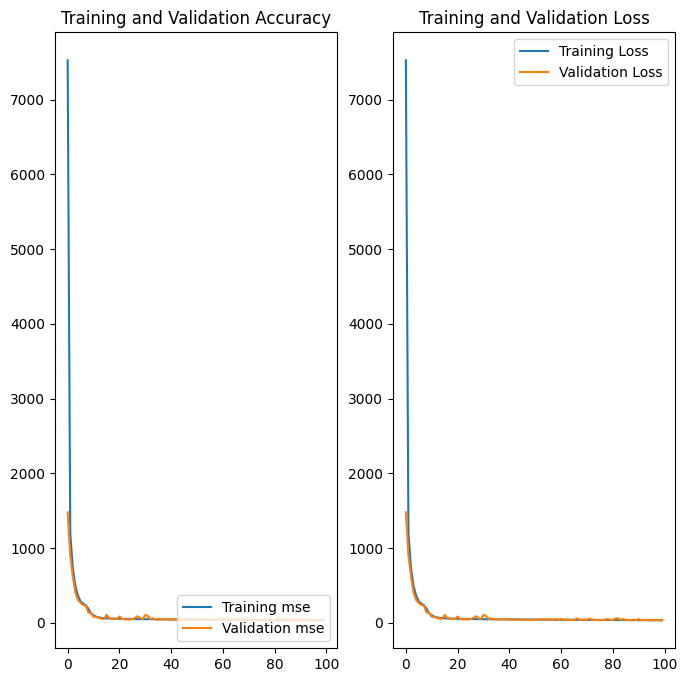 Training and Validation Accuracy
7000
6000
5000
4000
3000
2000
1000
0
Training mse
Validation mse
0 20 40 60 80 100
Training and Validation Loss
Training Loss
Validation Loss
7000
6000
5000
4000
3000
2000
1000
0
0 20 40 60 80 100